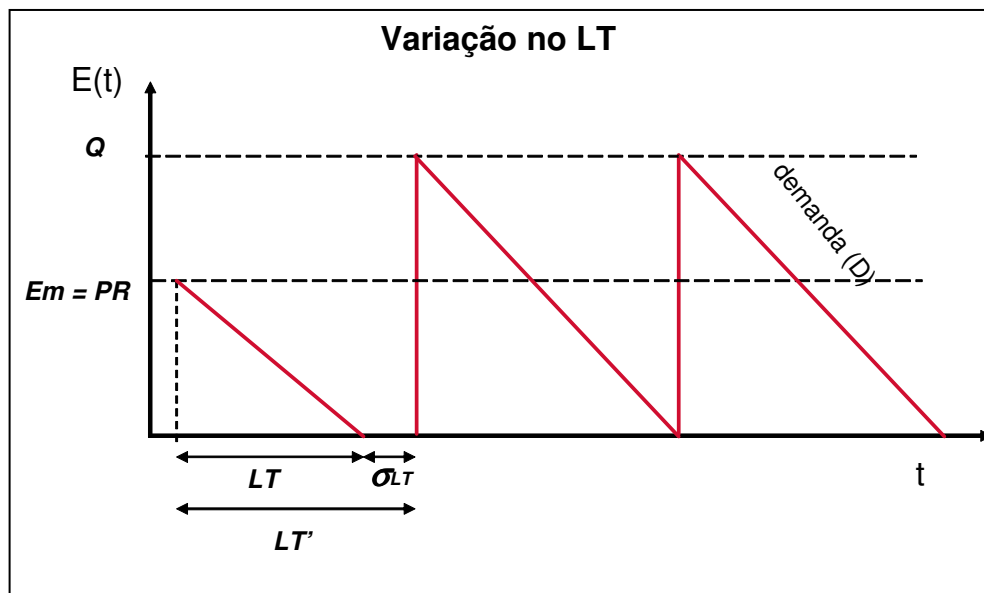 Variação no LT
E(t)
Q
demanda (D)
Em = PR
LT
σLT
t
LT'